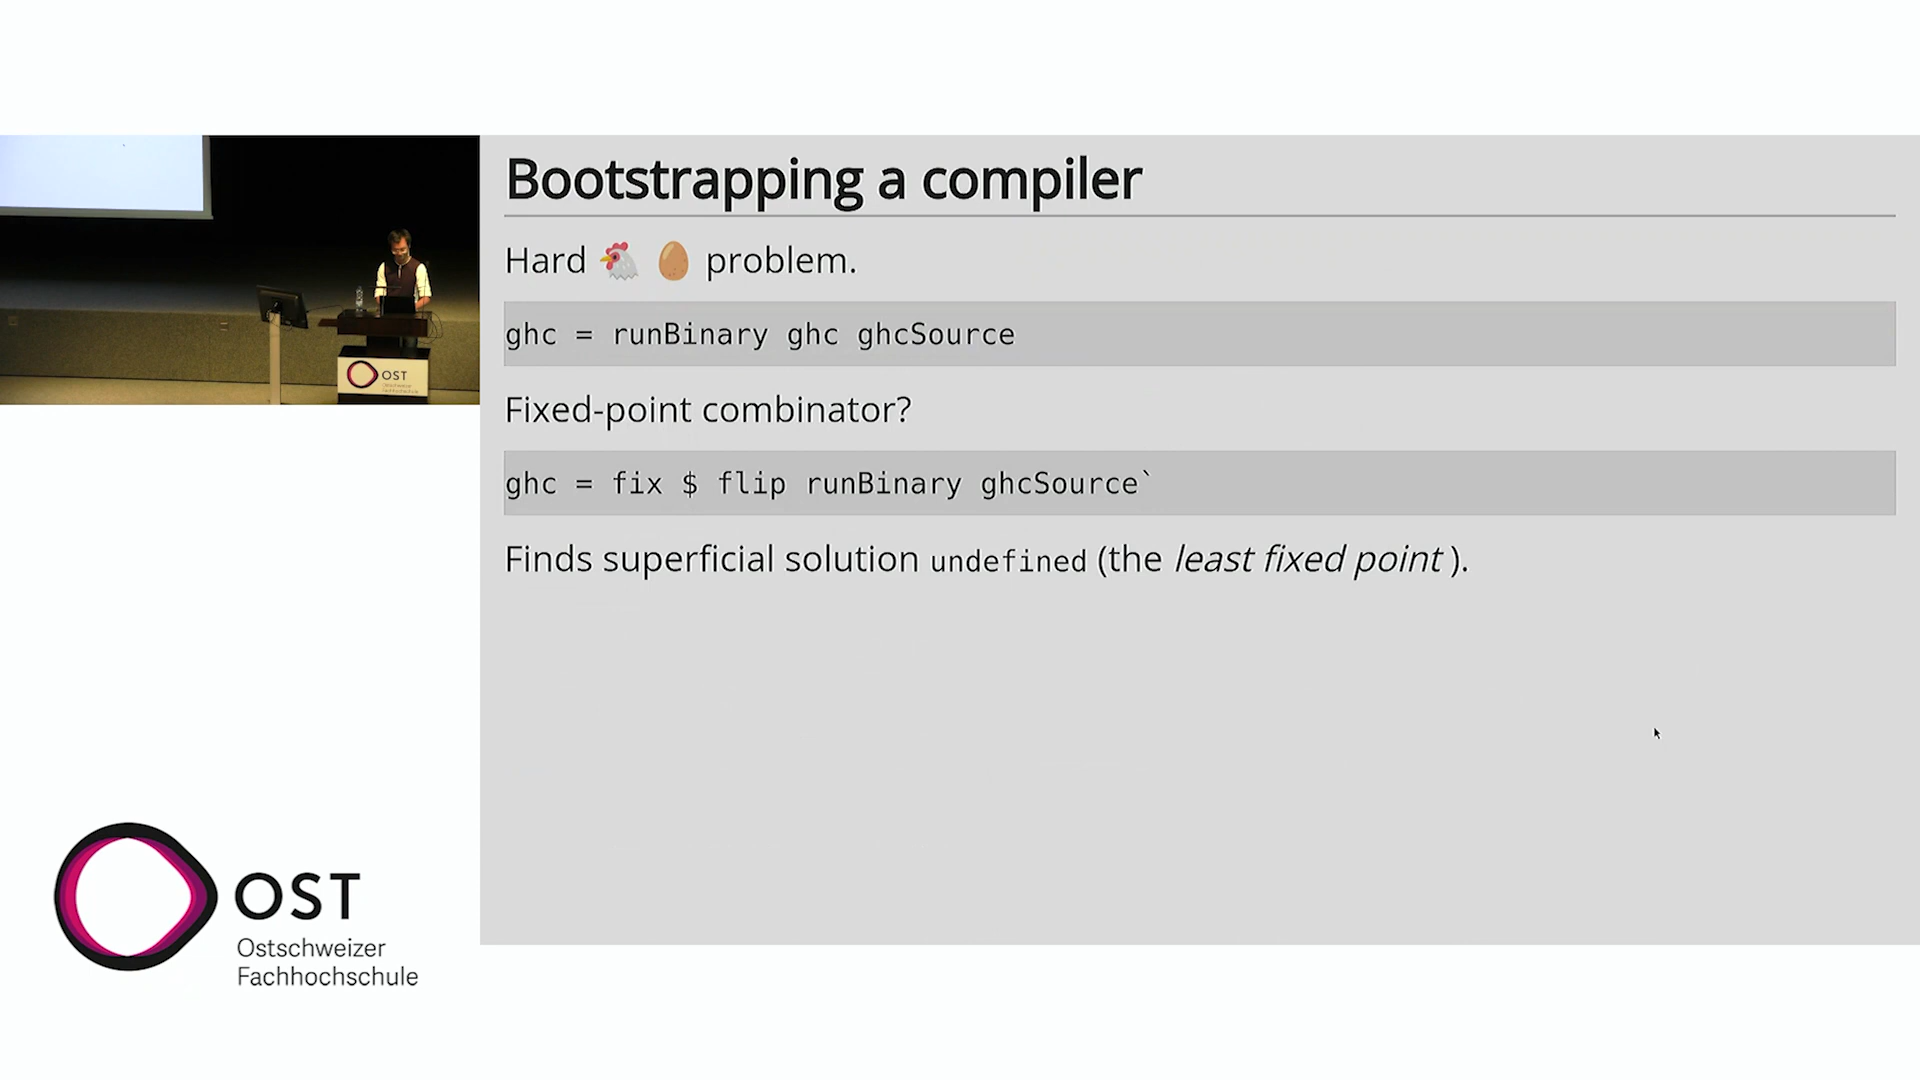 Bootstrapping a compiler
Hard 🐔 🥚 problem.
ghc = runBinary ghc ghcSource
Fixed-point combinator?
ghc = fix $ flip runBinary ghcSource`
Finds superficial solution undefined (the least fixed point ).
OST
OST
Ostschweizer
Fachhochschule